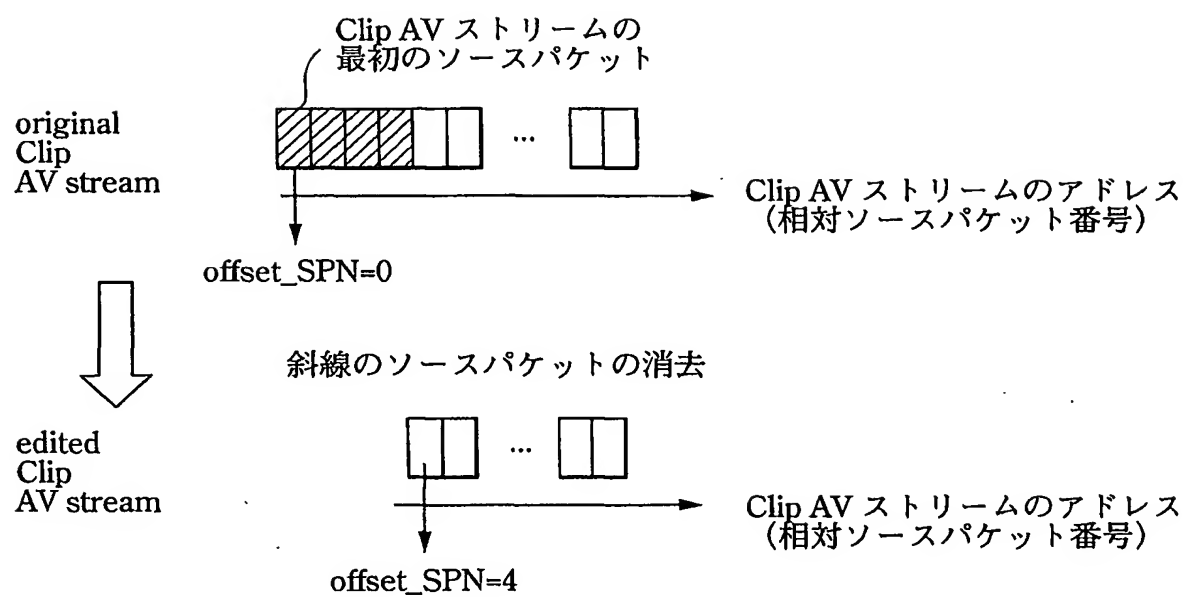 Clip AV ストリームの
最初のソースパケット
original
Clip
AV stream
...
Clip AV ストリームのアドレス
(相対ソースパケット番号)
offset_SPN=0
斜線のソースパケットの消去
edited
Clip
AV stream
...
Clip AV ストリームのアドレス
(相対ソースパケット番号)
offset_SPN=4